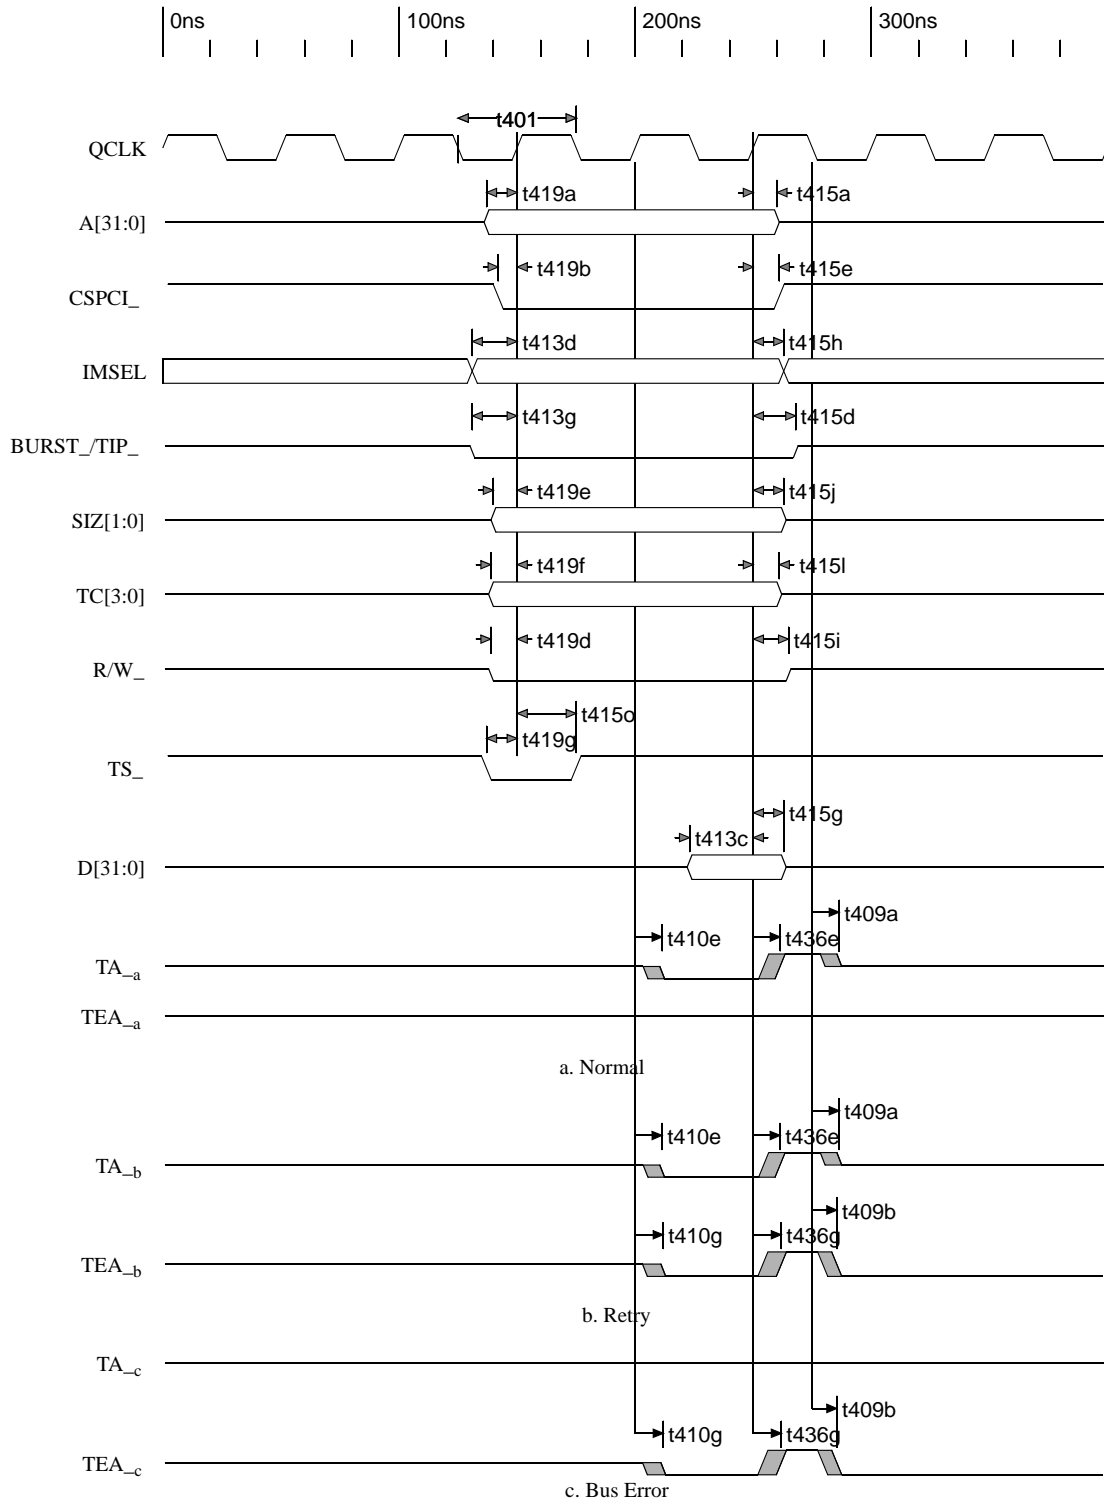 0ns 100ns 200ns 300ns
t401
QCLK
t419a t415a
A[31:0]
t419b t415e
CSPCI_
t413d t415h
IMSEL
t413g t415d
BURST_/TIP_
t419e t415j
SIZ[1:0]
t419f t415l
TC[3:0]
t419d t415i
R/W_
t415o
t419g
TS_
t415g
t413c
D[31:0]
t409a
t410e t436e
TA_a
TEA_a
a. Normal
t409a
t410e t436e
TA_b
t409b
t410g t436g
TEA_b
b. Retry
TA_c
t409b
t410g t436g
TEA_c
c. Bus Error